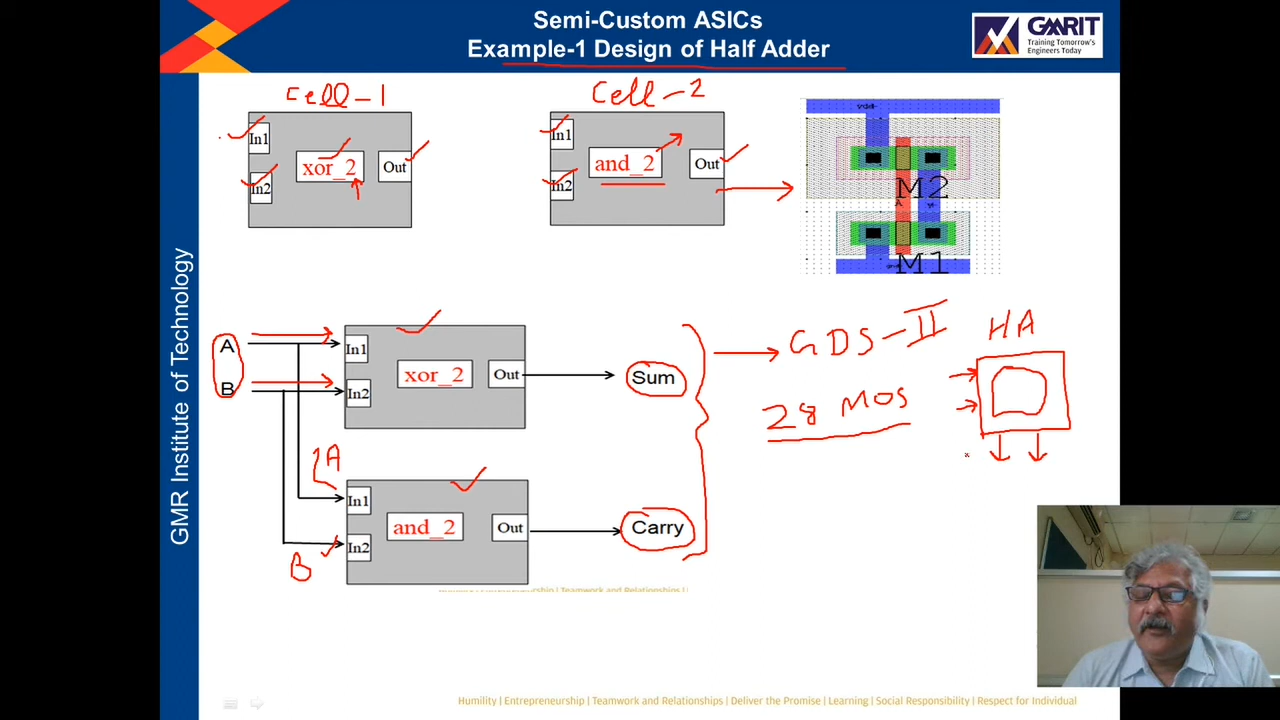 Semi-Custom ASICs
Example-1 Design of Half Adder
GMRIT
Training Tomorrow's
Engineers Today
GMR Institute of Technology
Cell-1
In1
xor_2
Out
In2
Cell-2
In1
and_2
Out
In2
vdd
M2
A
M1
A
B
In1
xor_2
Out
In2
Sum
A
In1
and_2
Out
In2
B
Carry
GDS-II
28 MOS
HA
Humility | Entrepreneurship | Teamwork and Relationships | Deliver the Promise | Learning | Social Responsibility | Respect for Individual